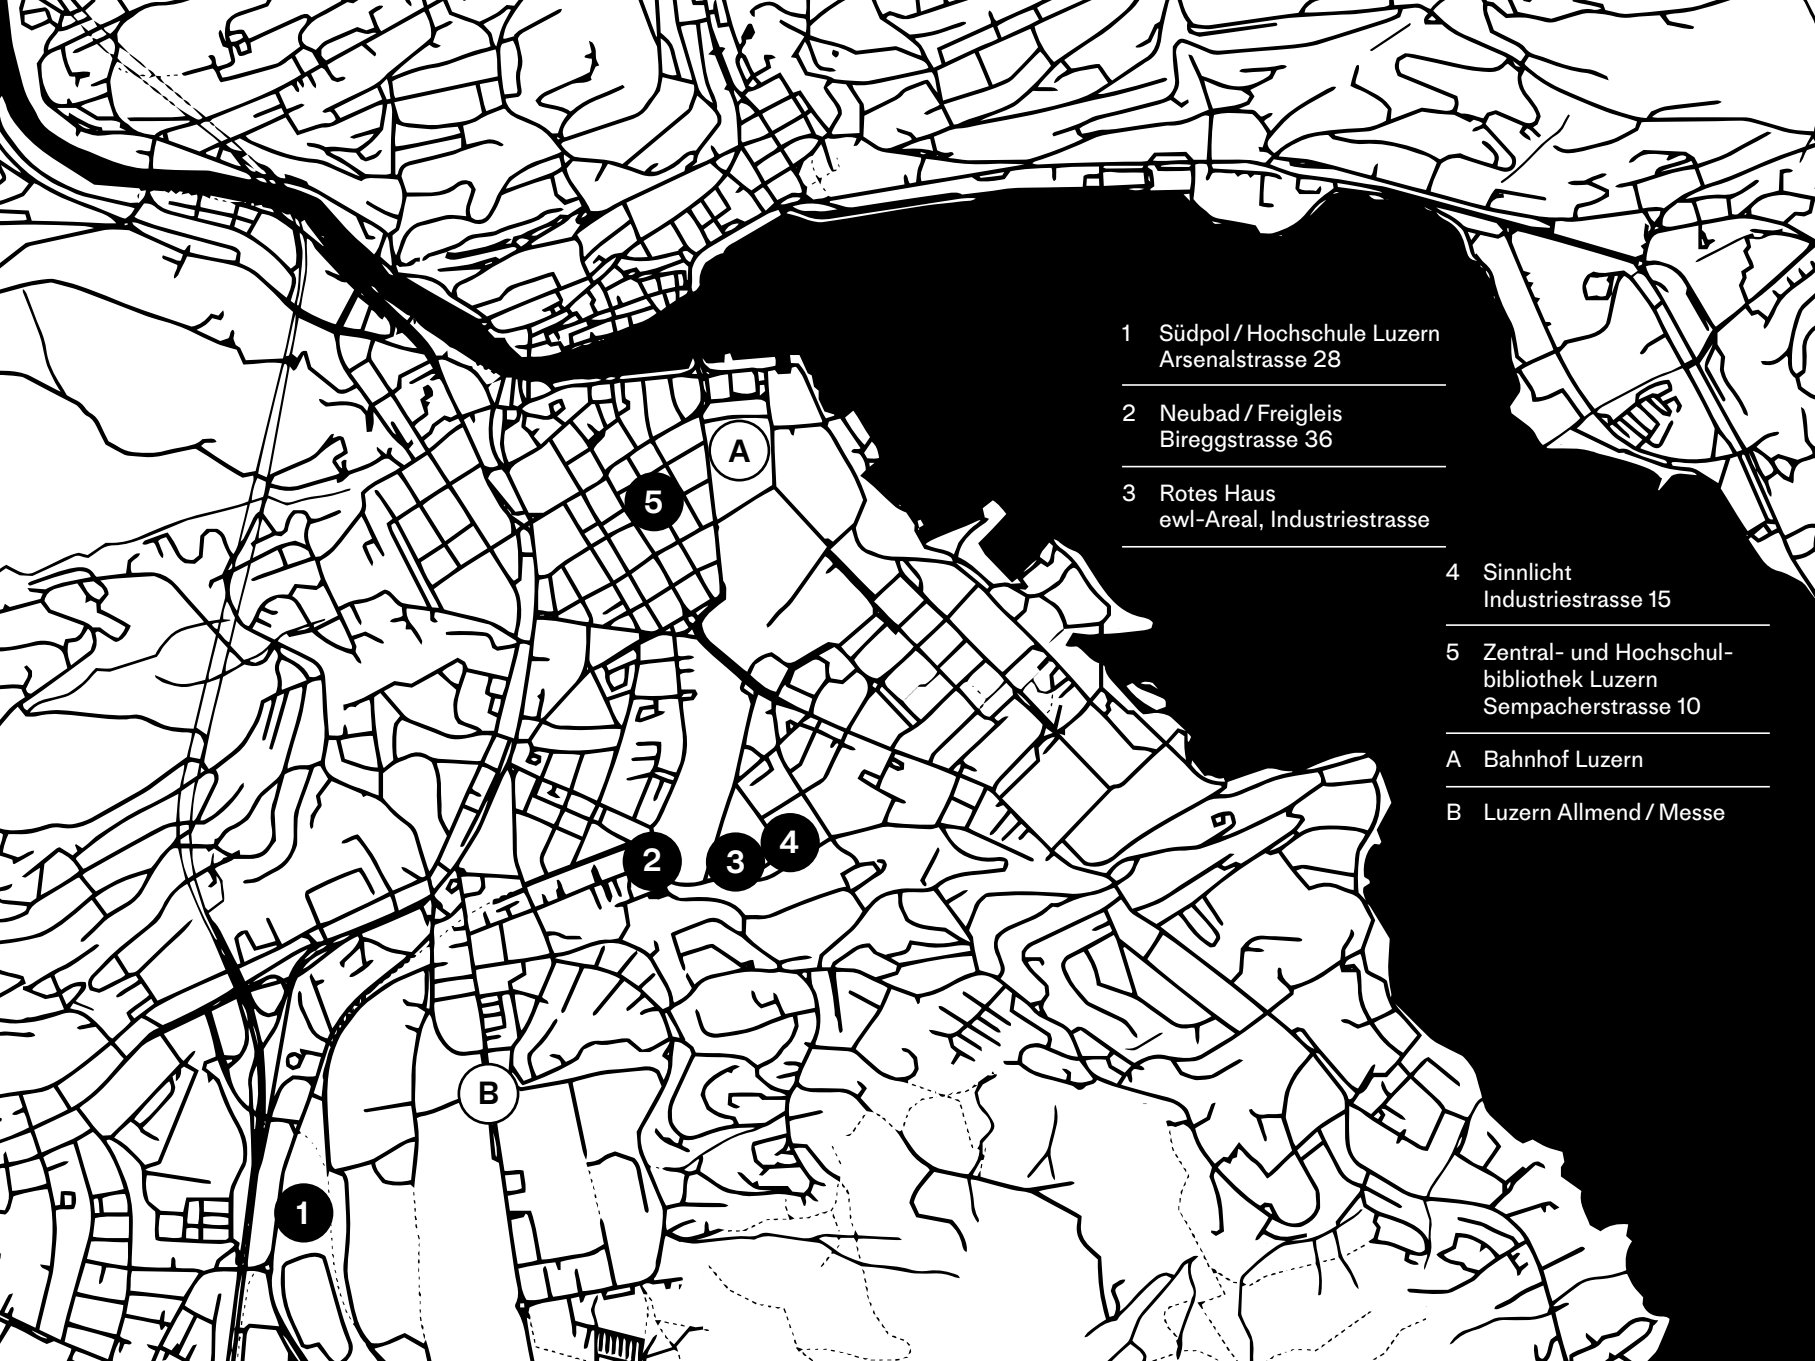 1 Südpol / Hochschule Luzern
Arsenalstrasse 28
2 Neubad / Freigleis
Bireggstrasse 36
3 Rotes Haus
ewl-Areal, Industriestrasse
4 Sinnlicht
Industriestrasse 15
5 Zentral- und Hochschul-
bibliothek Luzern
Sempacherstrasse 10
A Bahnhof Luzern
B Luzern Allmend / Messe
A
5
2
3
4
B
1